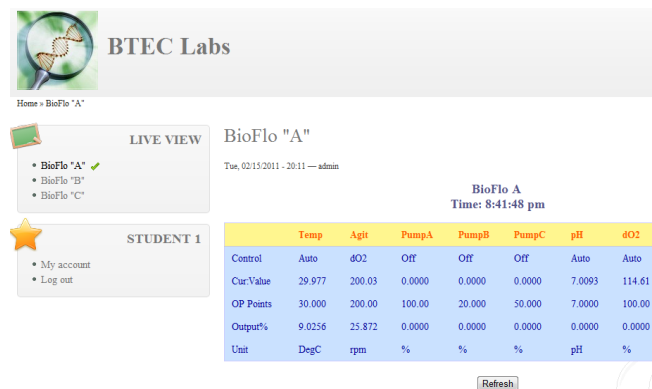 BTEC Labs
Home » BioFlo "A"
LIVE VIEW
BioFlo "A"
BioFlo "B"
BioFlo "C"
STUDENT 1
My account
Log out
BioFlo "A"
Tue, 02/15/2011 - 20:11 — admin
BioFlo A
Time: 8:41:48 pm
Temp Agit PumpA PumpB PumpC pH dO2
Control Auto dO2 Off Off Off Auto Auto
Cur.Value 29.977 200.03 0.0000 0.0000 0.0000 7.0093 114.61
OP Points 30.000 200.00 100.00 20.000 50.000 7.0000 100.00
Output% 9.0256 25.872 0.0000 0.0000 0.0000 0.0000 0.0000
Unit DegC rpm % % % pH %
Refresh